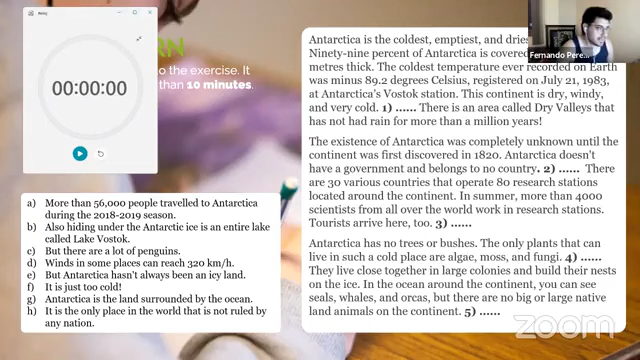 Reloj
RN
to the exercise. It
than 10 minutes.
00:00:00
a) More than 56,000 people travelled to Antarctica
during the 2018-2019 season.
b) Also hiding under the Antarctic ice is an entire lake
called Lake Vostok.
c) But there are a lot of penguins.
d) Winds in some places can reach 320 km/h.
e) But Antarctica hasn't always been an icy land.
f) It is just too cold!
g) Antarctica is the land surrounded by the ocean.
h) It is the only place in the world that is not ruled by
any nation.
Antarctica is the coldest, emptiest, and
Ninety-nine percent of Antarctica is covered
metres thick. The coldest temperature ever recorded on Earth
was minus 89.2 degrees Celsius, registered on July 21, 1983,
at Antarctica's Vostok station. This continent is dry, windy,
and very cold. 1) ...... There is an area called Dry Valleys that
has not had rain for more than a million years!
The existence of Antarctica was completely unknown until the
continent was first discovered in 1820. Antarctica doesn't
have a government and belongs to no country. 2) ...... There
are 30 various countries that operate 80 research stations
located around the continent. In summer, more than 4000
scientists from all over the world work in research stations.
Tourists arrive here, too. 3) ......
Antarctica has no trees or bushes. The only plants that can
live in such a cold place are algae, moss, and fungi. 4) ......
They live close together in large colonies and build their nests
on the ice. In the ocean around the continent, you can see
seals, whales, and orcas, but there are no big or large native
land animals on the continent. 5) ......
Fernando Pere...
zoom